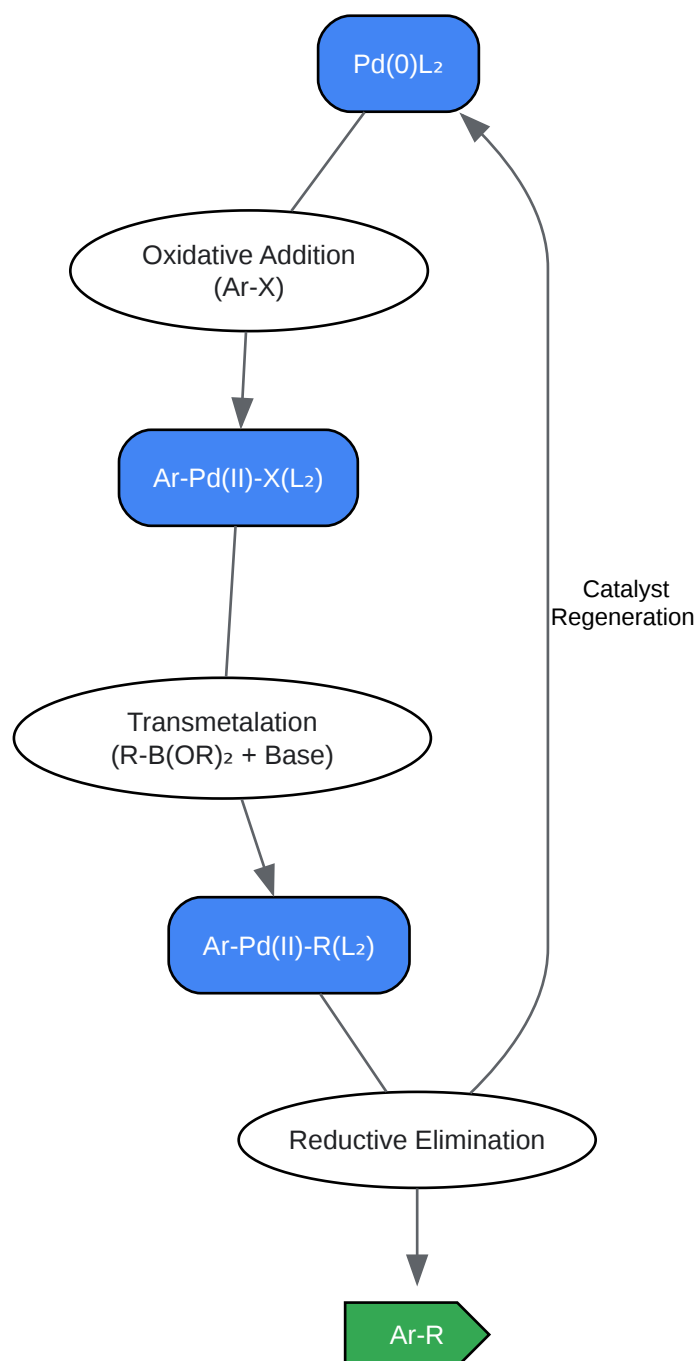 Pd(0)L₂
Oxidative Addition
(Ar-X)
Ar-Pd(II)-X(L₂)
Catalyst
Regeneration
Transmetalation
(R-B(OR)₂ + Base)
Ar-Pd(II)-R(L₂)
Reductive Elimination
Ar-R